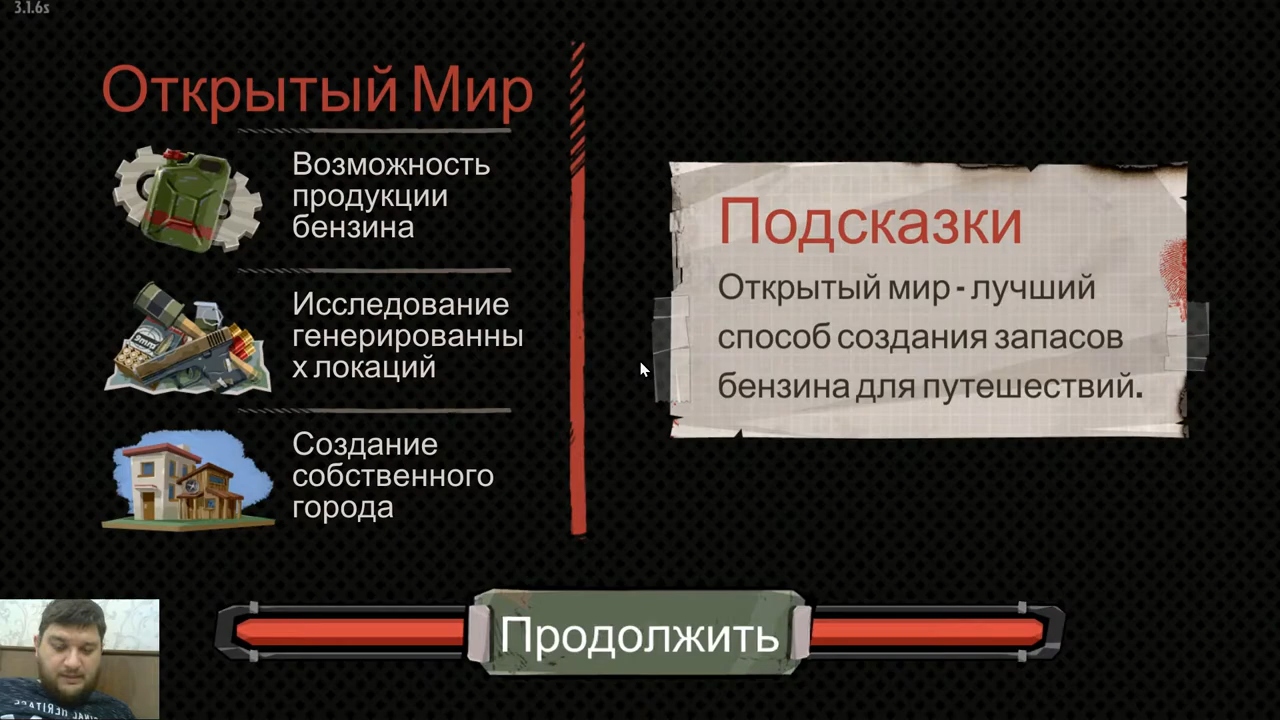 3.1.6s
Открытый Мир
Возможность
продукции
бензина
Исследование
генерированны
х локаций
Создание
собственного
города
Подсказки
Открытый мир - лучший
способ создания запасов
бензина для путешествий.
Продолжить